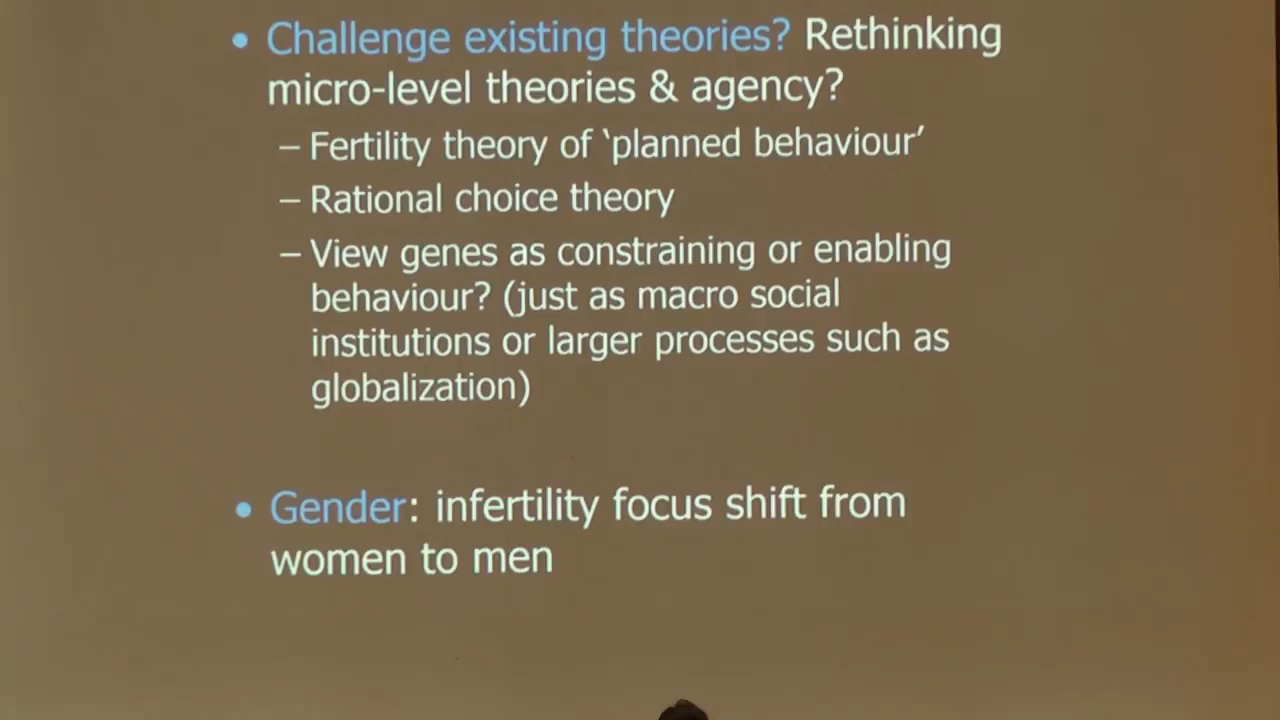 • Challenge existing theories? Rethinking
micro-level theories & agency?
– Fertility theory of ‘planned behaviour’
– Rational choice theory
– View genes as constraining or enabling
behaviour? (just as macro social
institutions or larger processes such as
globalization)
• Gender: infertility focus shift from
women to men